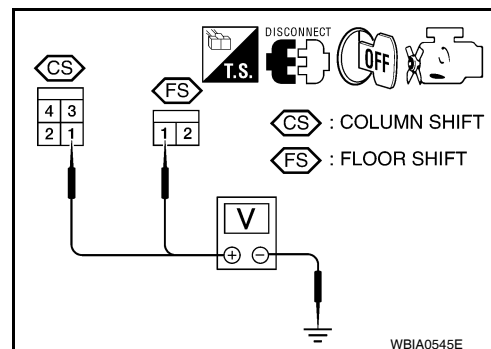 T.S.
DISCONNECT
OFF
CS
FS
4 3
2 1
1 2
CS : COLUMN SHIFT
FS : FLOOR SHIFT
V
+ −
WBIA0545E